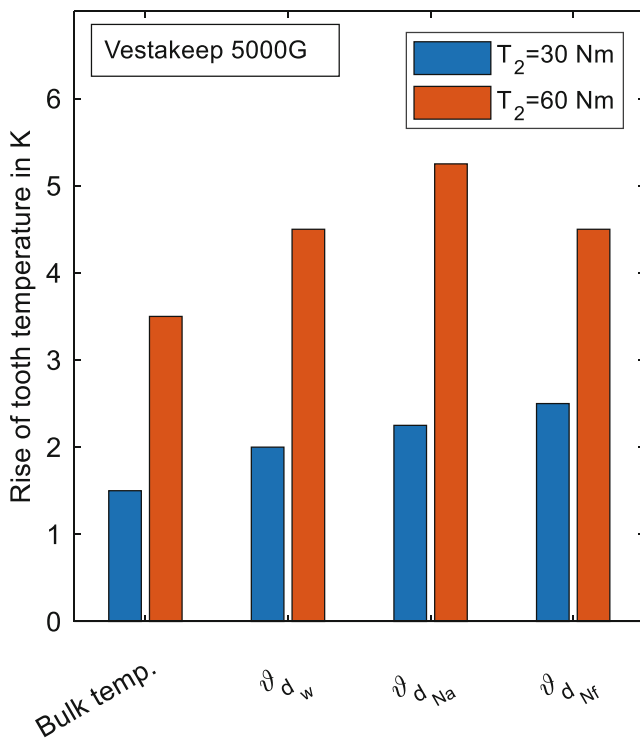 Vestakeep 5000G
T2=30 Nm
T2=60 Nm
Rise of tooth temperature in K
6
5
4
3
2
1
0
Bulk temp.
ϑ d w
ϑ d Na
ϑ d Nf